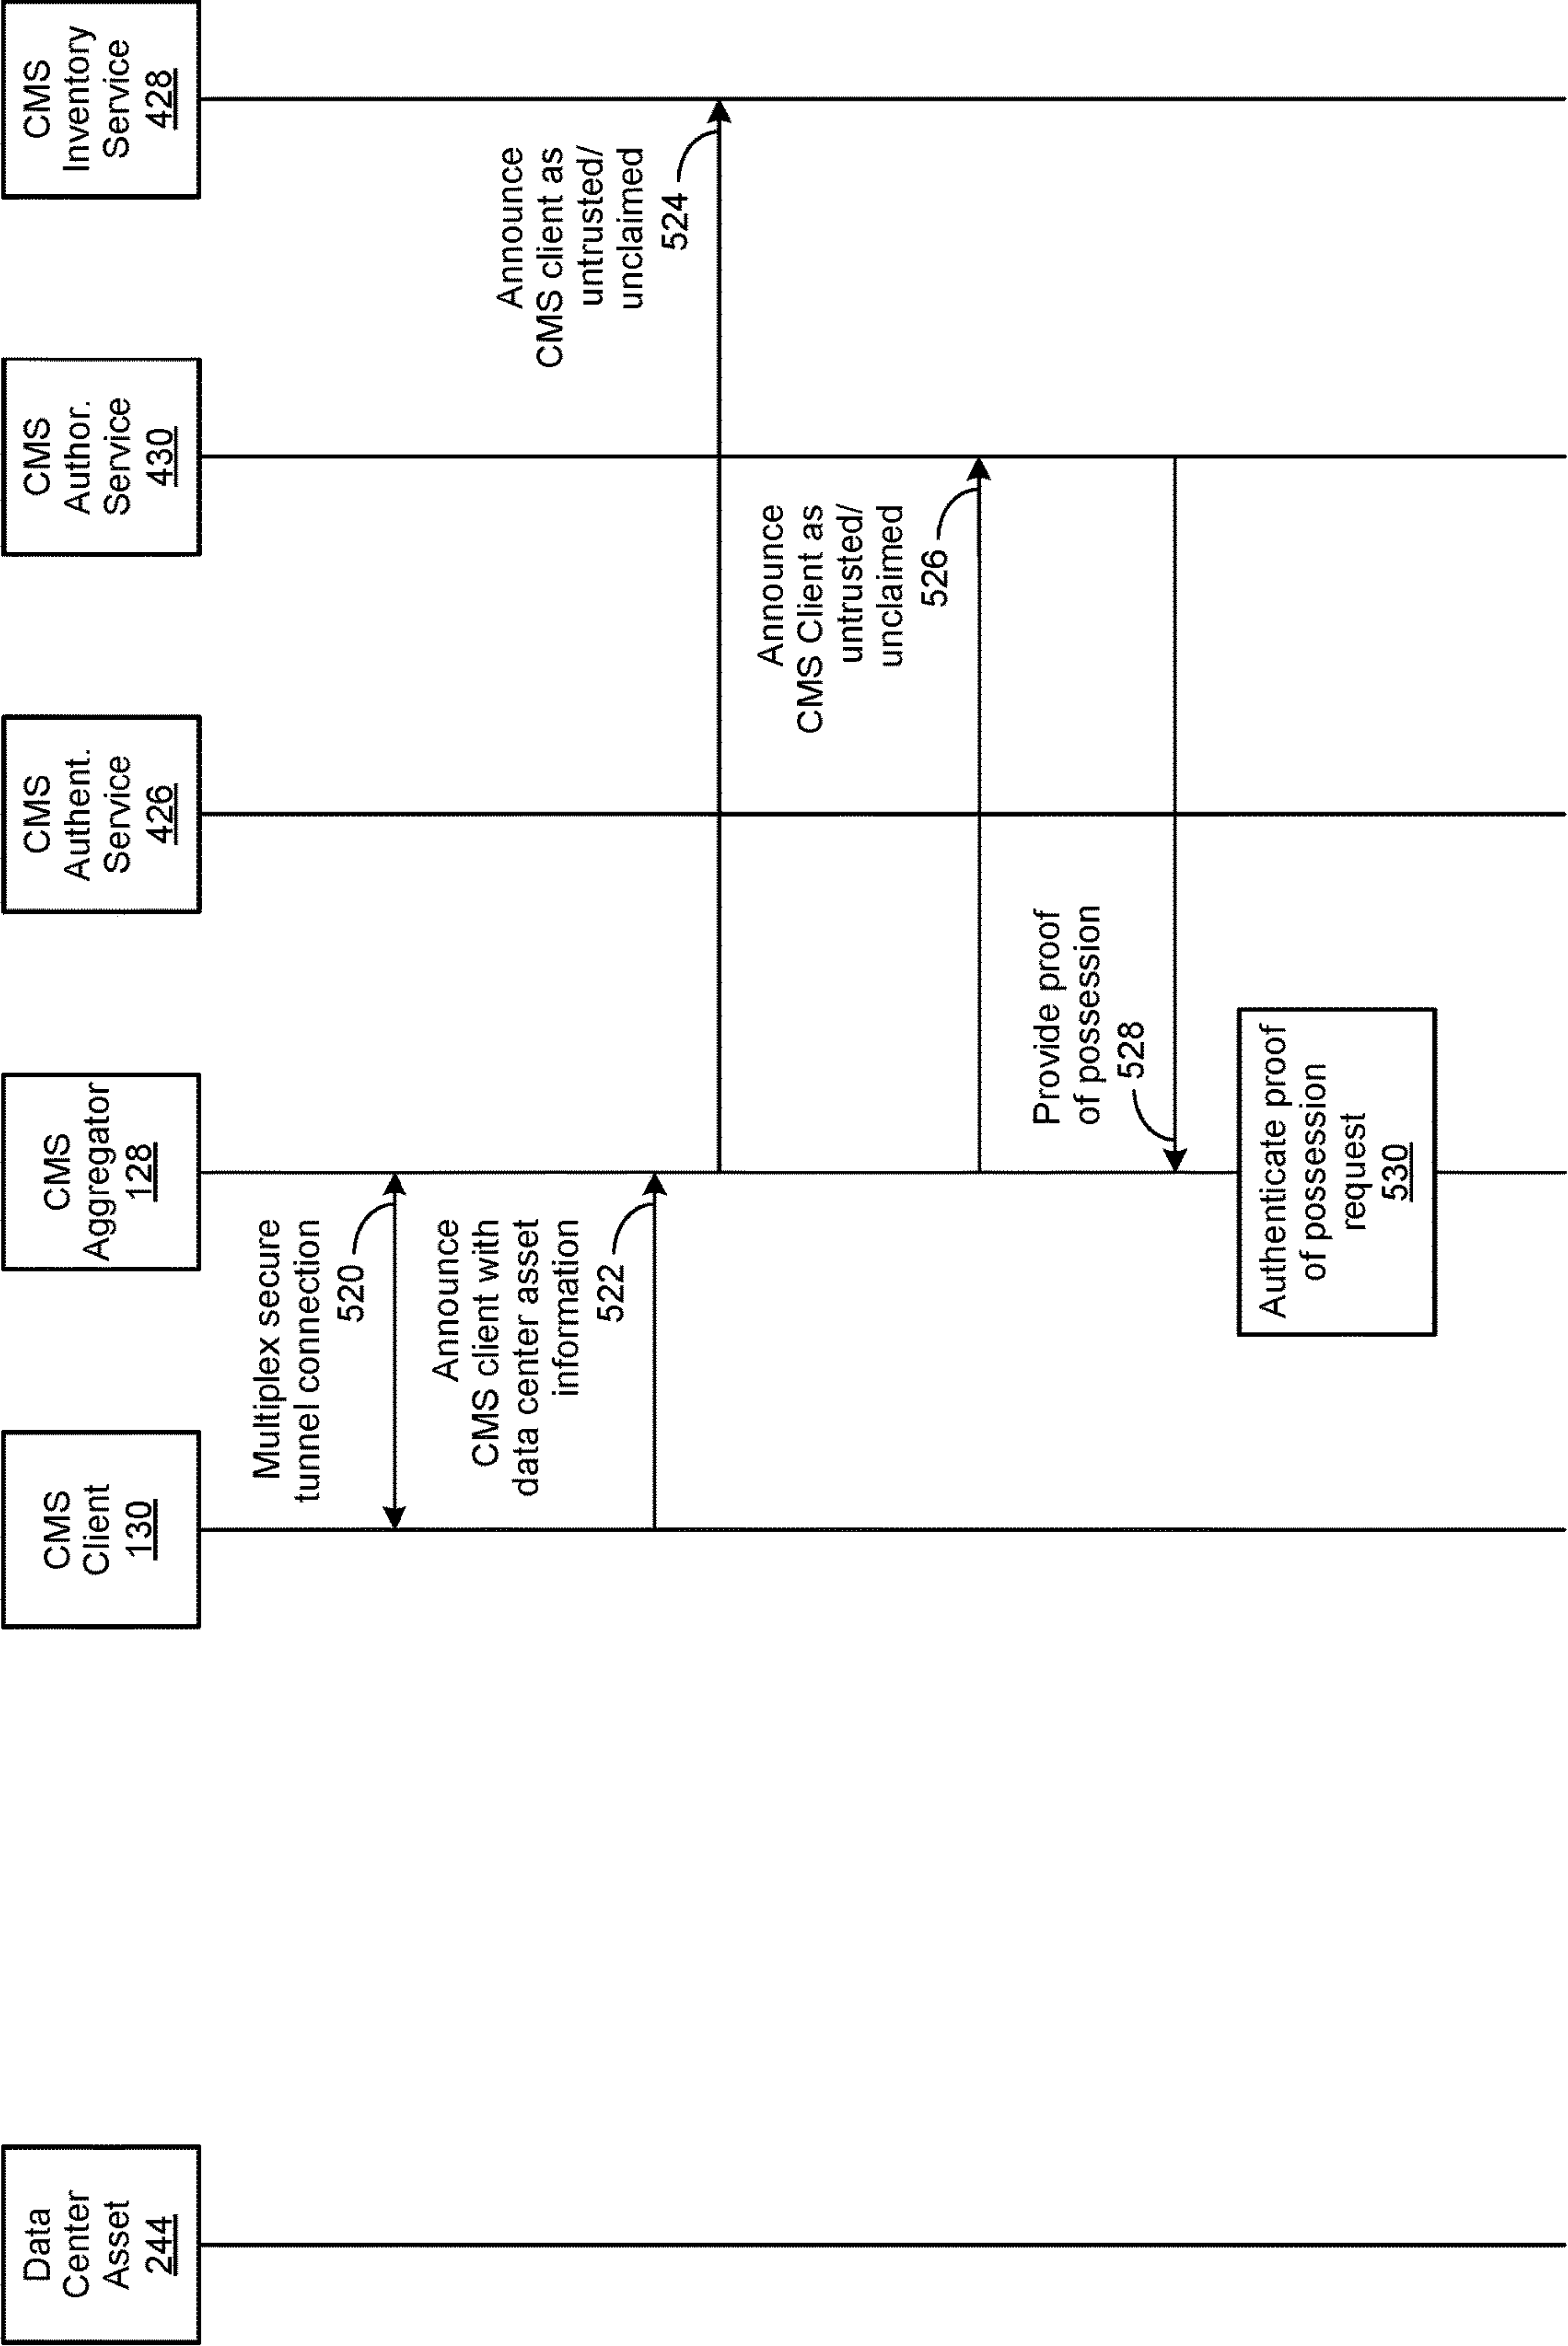 Data
Center
Asset
244
CMS
Client
130
CMS
Aggregator
128
CMS
Authent.
Service
426
CMS
Author.
Service
430
CMS
Inventory
Service
428
Multiplex secure
tunnel connection
520
Announce
CMS client with
data center asset
information
522
Announce
CMS client as
untrusted/
unclaimed
524
Announce
CMS Client as
untrusted/
unclaimed
526
Provide proof
of possession
528
Authenticate proof
of possession
request
530